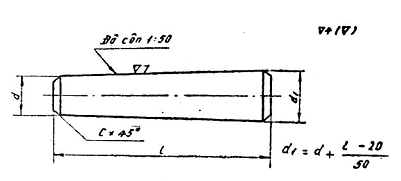 ∇4 (∇)
Độ côn 1:50
∇7
d
d1
C × 45°
l
d1 = d + (l - 20)/50